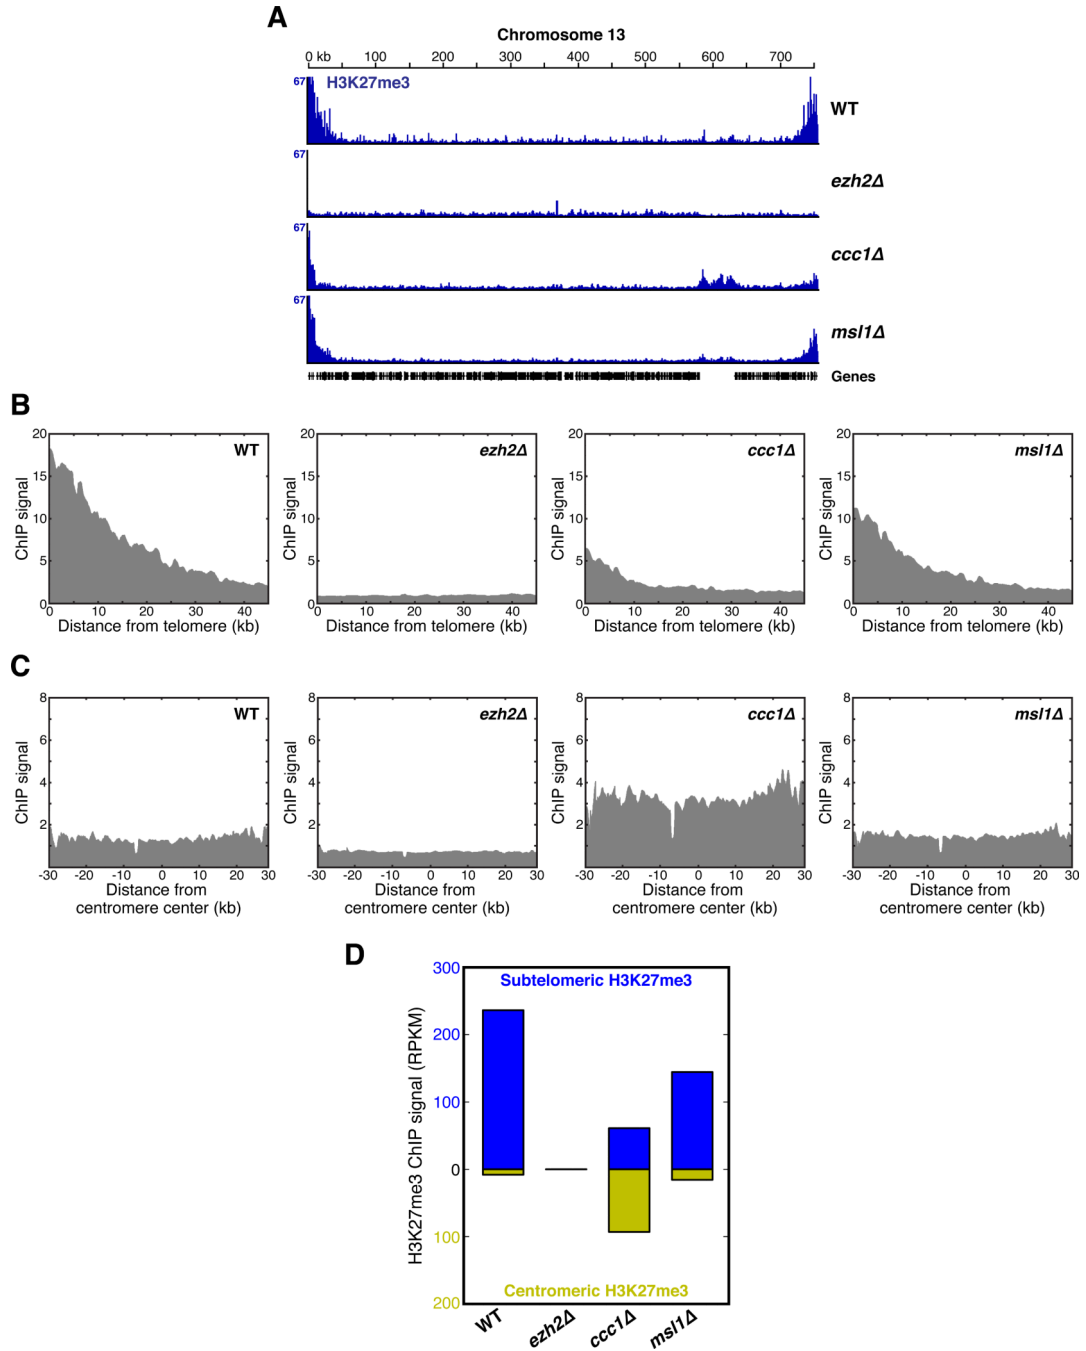 A
Chromosome 13
0 kb 100 200 300 400 500 600 700
67 H3K27me3
WT
67
ezh2Δ
67
ccc1Δ
67
msl1Δ
Genes
B
20 15 10 5 0
ChIP signal
WT
0 10 20 30 40
Distance from telomere (kb)
20 15 10 5 0
ChIP signal
ezh2Δ
0 10 20 30 40
Distance from telomere (kb)
20 15 10 5 0
ChIP signal
ccc1Δ
0 10 20 30 40
Distance from telomere (kb)
20 15 10 5 0
ChIP signal
msl1Δ
0 10 20 30 40
Distance from telomere (kb)
C
8 6 4 2
ChIP signal
WT
-30 -20 -10 0 10 20 30
Distance from
centromere center (kb)
8 6 4 2
ChIP signal
ezh2Δ
-30 -20 -10 0 10 20 30
Distance from
centromere center (kb)
8 6 4 2
ChIP signal
ccc1Δ
-30 -20 -10 0 10 20 30
Distance from
centromere center (kb)
8 6 4 2
ChIP signal
msl1Δ
-30 -20 -10 0 10 20 30
Distance from
centromere center (kb)
D
H3K27me3 ChIP signal (RPKM)
300
Subtelomeric H3K27me3
200
100
0
100
Centromeric H3K27me3
200
WT ezh2Δ ccc1Δ msl1Δ